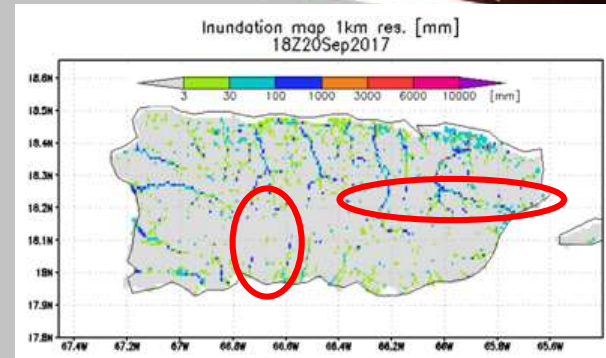 Inundation map 1km res. [mm]
18Z20Sep2017
3 30 100 1000 3000 6000 10000 [mm]
18.6N
18.5N
18.4N
18.3N
18.2N
18.1N
18N
17.9N
17.8N
67.4W 67.2W 67W 66.8W 66.6W 66.4W 66.2W 66W 65.8W 65.6W